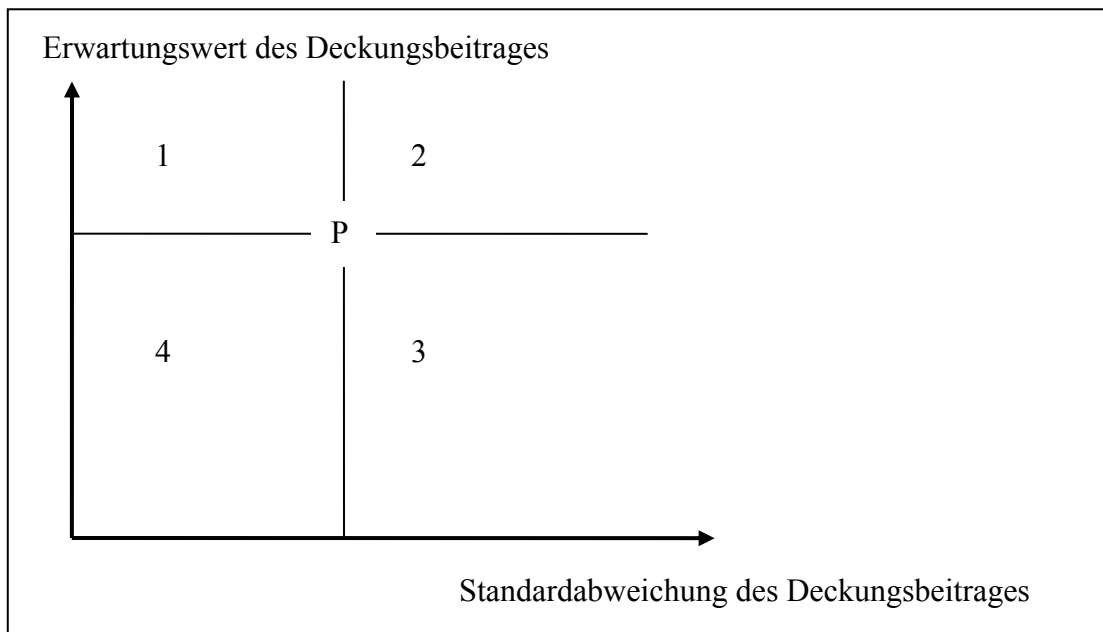 Erwartungswert des Deckungsbeitrages
1 2
P
4 3
Standardabweichung des Deckungsbeitrages